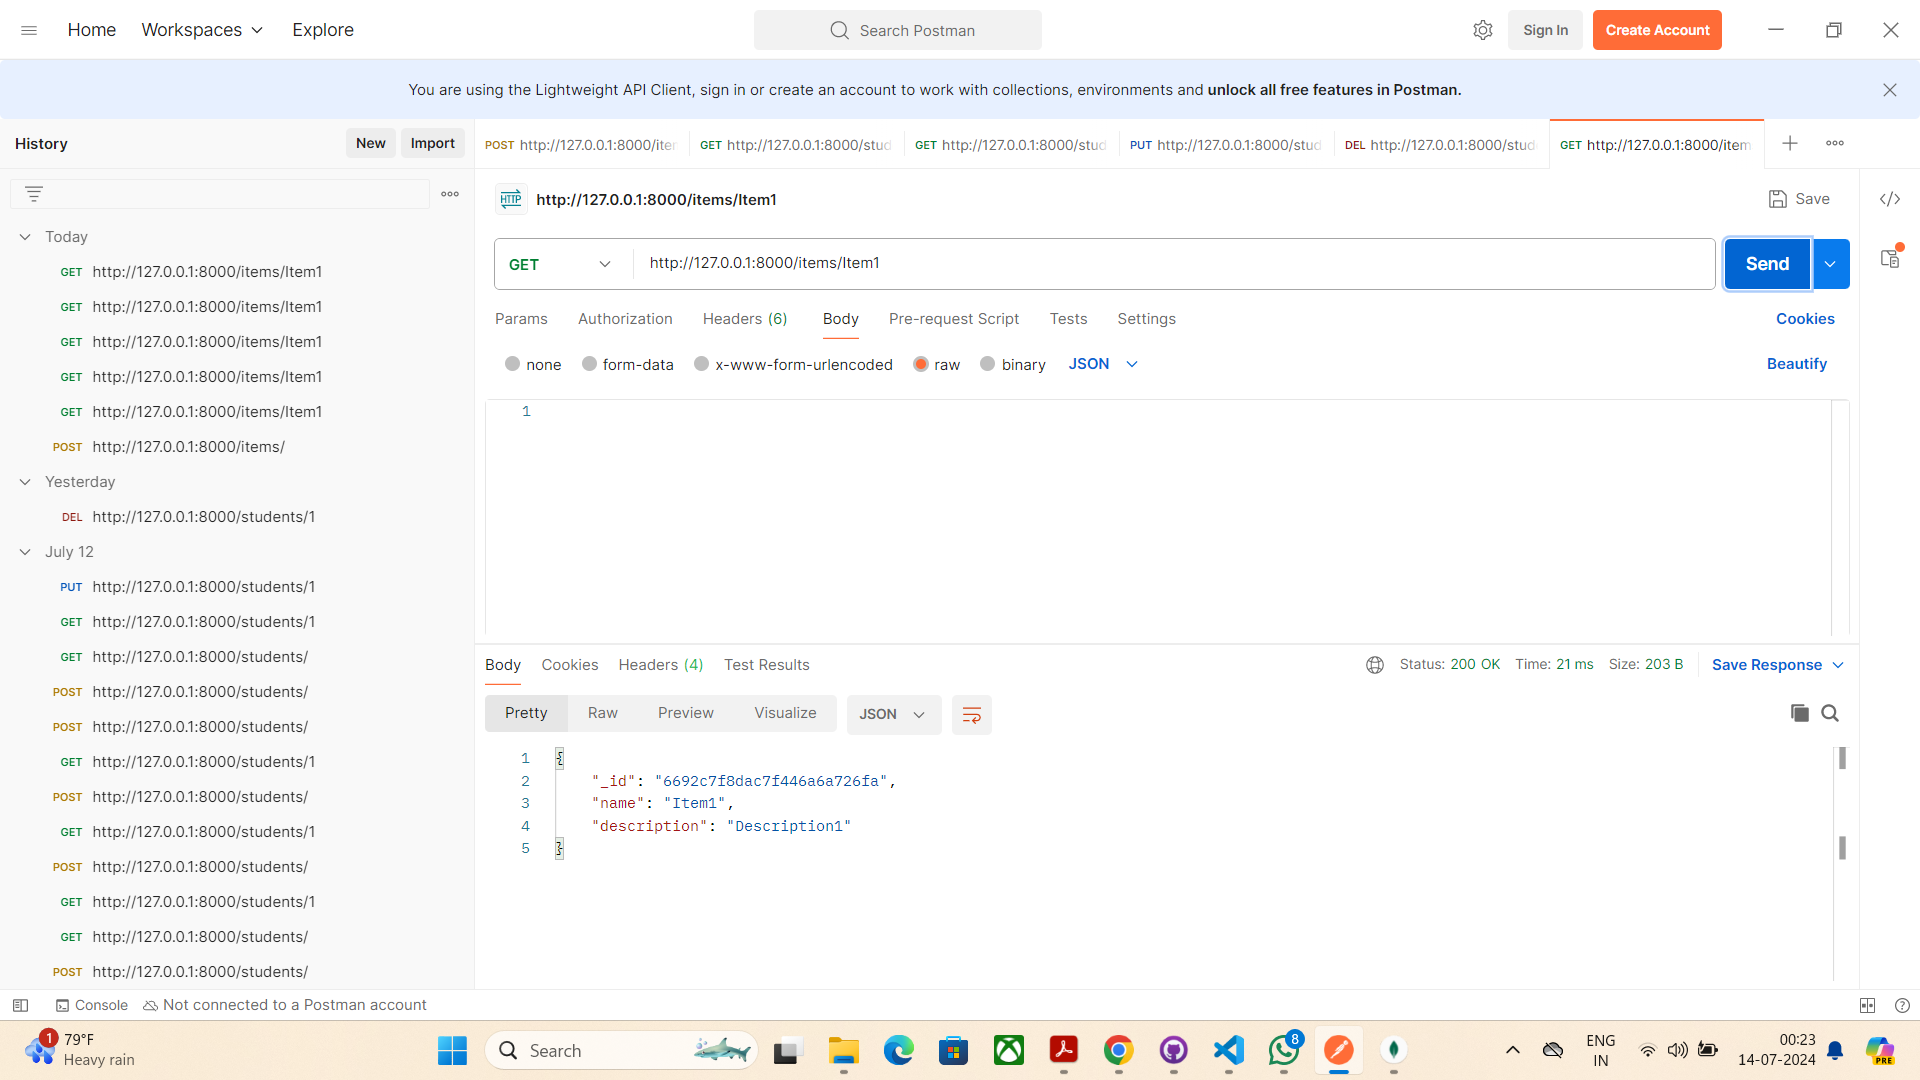 Home Workspaces Explore Search Postman Sign In Create Account
You are using the Lightweight API Client, sign in or create an account to work with collections, environments and unlock all free features in Postman.
History New Import
POST http://127.0.0.1:8000/iter GET http://127.0.0.1:8000/stud GET http://127.0.0.1:8000/stud PUT http://127.0.0.1:8000/stud DEL http://127.0.0.1:8000/stud GET http://127.0.0.1:8000/item
Today
GET http://127.0.0.1:8000/items/Item1
GET http://127.0.0.1:8000/items/Item1
GET http://127.0.0.1:8000/items/Item1
GET http://127.0.0.1:8000/items/Item1
GET http://127.0.0.1:8000/items/Item1
POST http://127.0.0.1:8000/items/
Yesterday
DEL http://127.0.0.1:8000/students/1
July 12
PUT http://127.0.0.1:8000/students/1
GET http://127.0.0.1:8000/students/1
GET http://127.0.0.1:8000/students/
POST http://127.0.0.1:8000/students/
POST http://127.0.0.1:8000/students/
GET http://127.0.0.1:8000/students/1
POST http://127.0.0.1:8000/students/
GET http://127.0.0.1:8000/students/1
POST http://127.0.0.1:8000/students/
GET http://127.0.0.1:8000/students/1
GET http://127.0.0.1:8000/students/
POST http://127.0.0.1:8000/students/
HTTP http://127.0.0.1:8000/items/Item1 Save
GET http://127.0.0.1:8000/items/Item1 Send
Params Authorization Headers (6) Body Pre-request Script Tests Settings Cookies
none form-data x-www-form-urlencoded raw binary JSON Beautify
1
Body Cookies Headers (4) Test Results Status: 200 OK Time: 21 ms Size: 203 B Save Response
Pretty Raw Preview Visualize JSON
1 {
2 "_id": "6692c7f8dac7f446a6a726fa",
3 "name": "Item1",
4 "description": "Description1"
5 }
Console Not connected to a Postman account
1 79°F
Heavy rain
Search
8
ENG
IN
00:23
14-07-2024
PRE